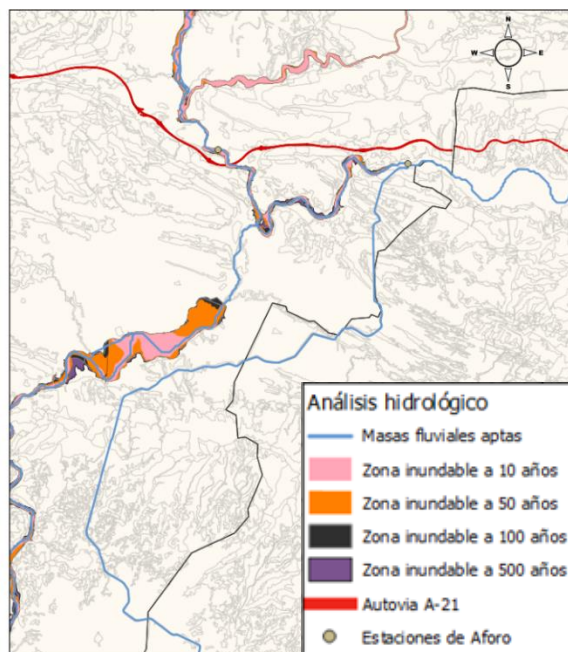 N
W E
S
Análisis hidrológico
Masas fluviales aptas
Zona inundable a 10 años
Zona inundable a 50 años
Zona inundable a 100 años
Zona inundable a 500 años
Autovia A-21
Estaciones de Aforo